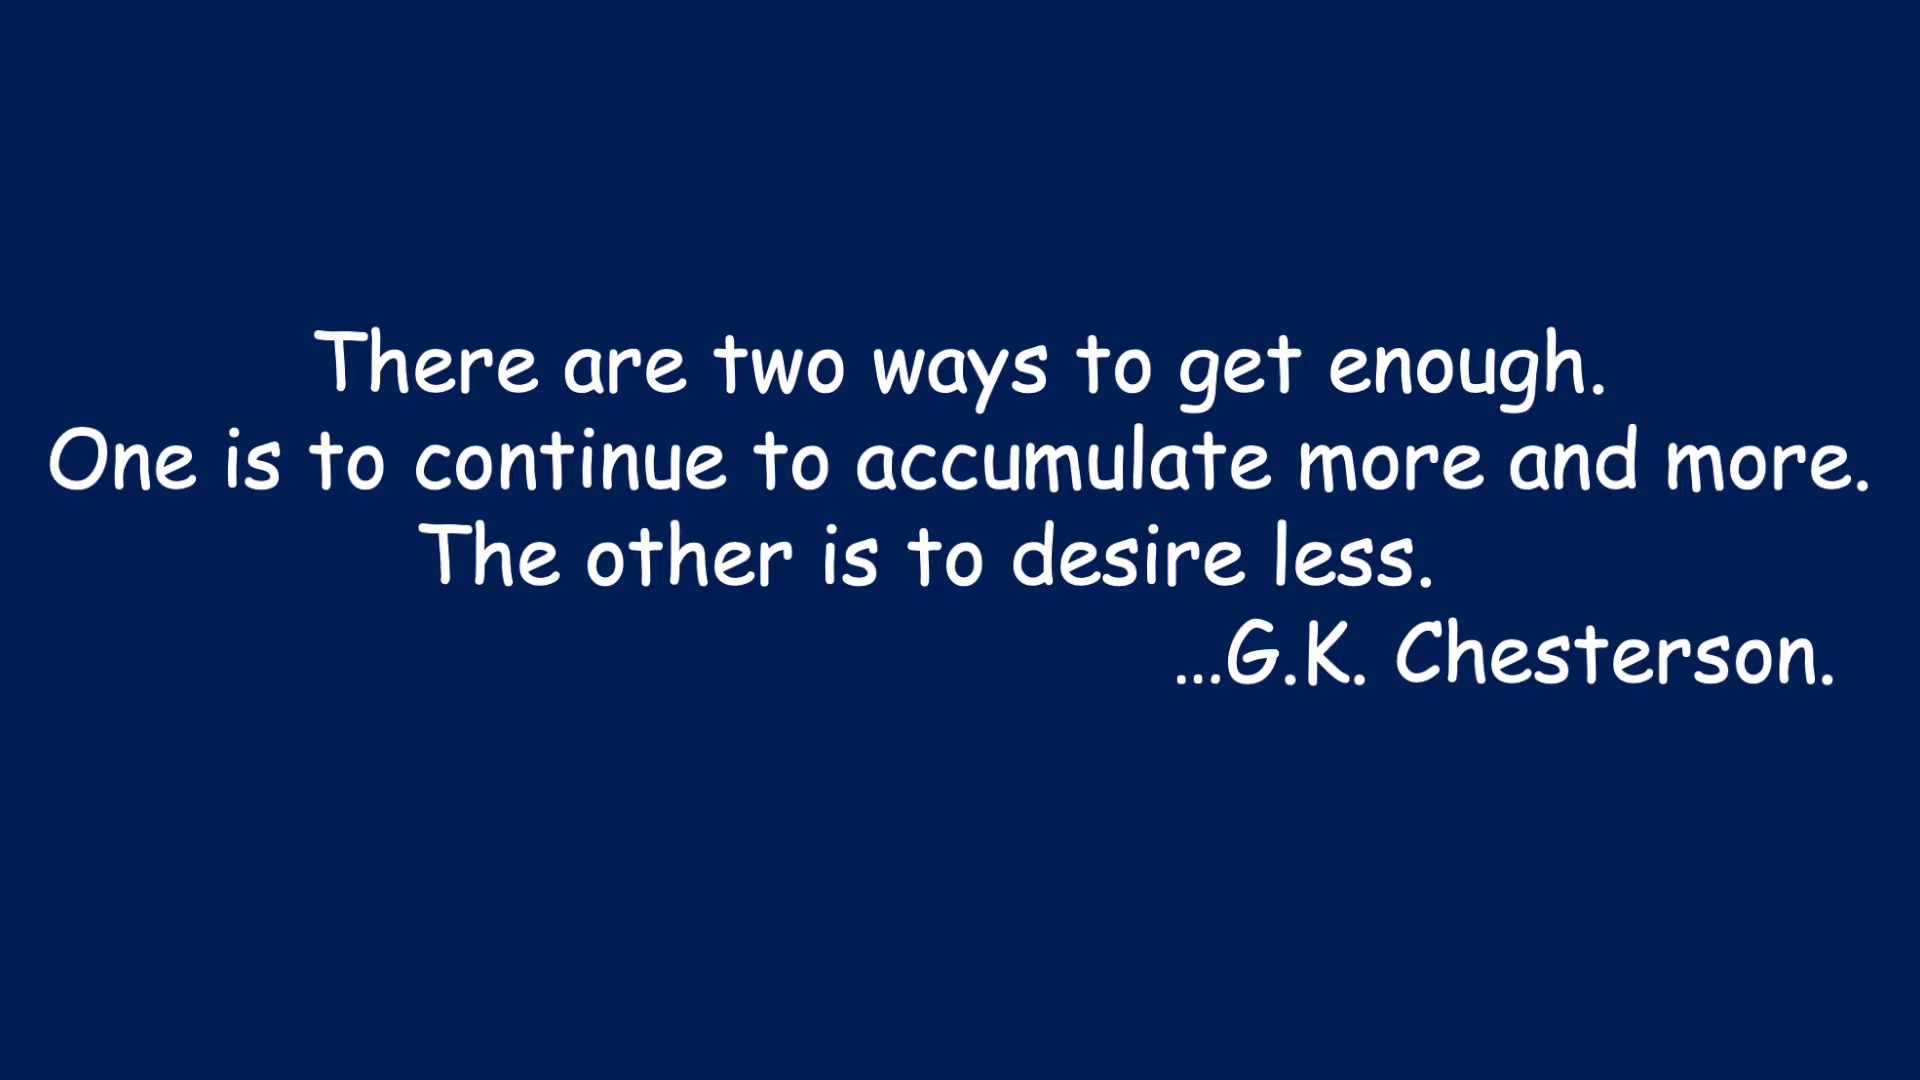 There are two ways to get enough.
One is to continue to accumulate more and more.
The other is to desire less.
...G.K. Chesterson.